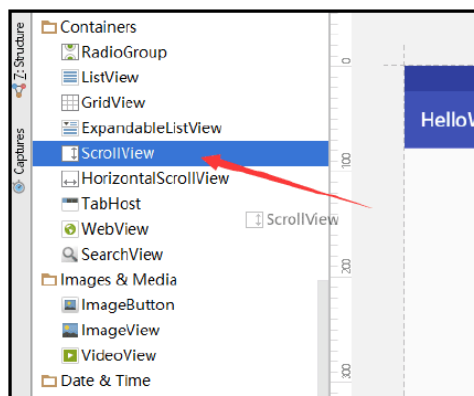 Z: Structure
Captures
Containers
RadioGroup
ListView
GridView
ExpandableListView
ScrollView
HorizontalScrollView
TabHost
WebView
SearchView
Images & Media
ImageButton
ImageView
VideoView
Date & Time
ScrollView
0
100
200
300
HelloW